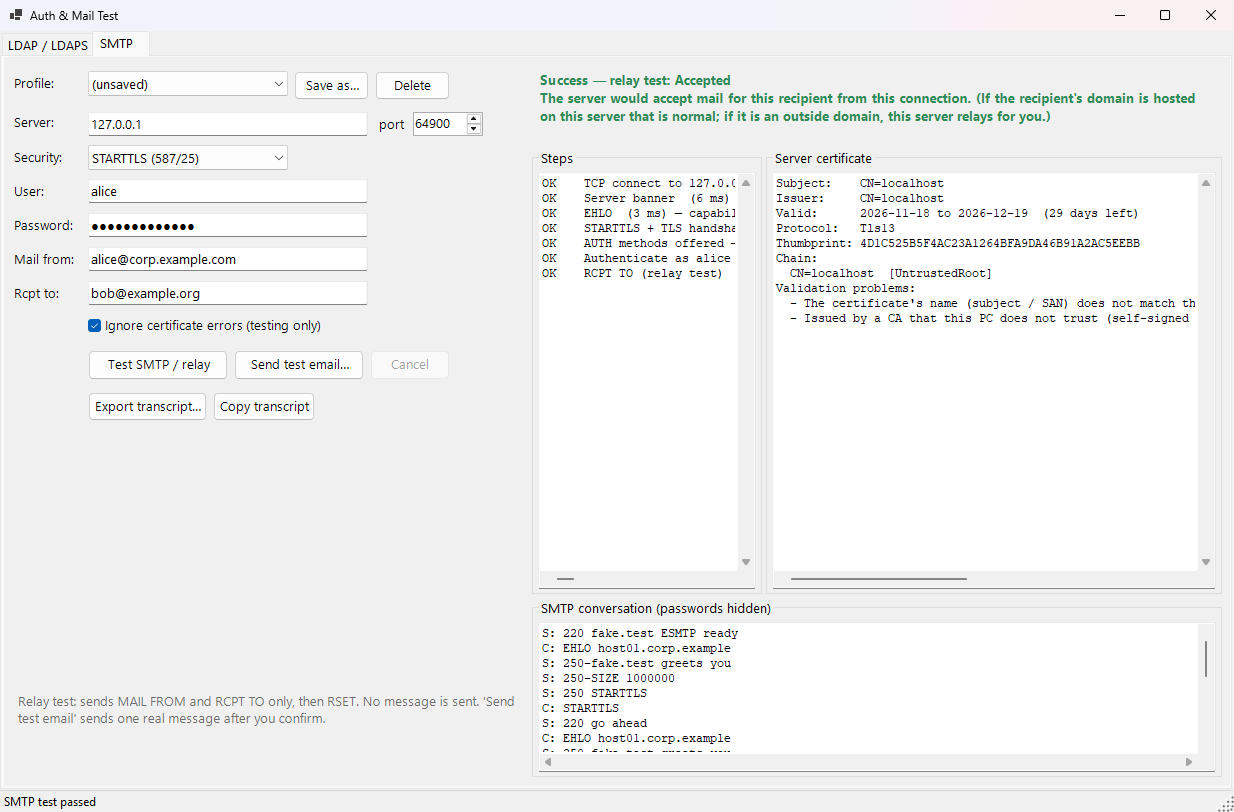 Auth & Mail Test
LDAP / LDAPS
SMTP
Profile:
(unsaved)
Save as...
Delete
Server:
127.0.0.1
port
64900
Security:
STARTTLS (587/25)
User:
alice
Password:
●●●●●●●●●●●●●
Mail from:
alice@corp.example.com
Rcpt to:
bob@example.org
Ignore certificate errors (testing only)
Test SMTP / relay
Send test email...
Cancel
Export transcript...
Copy transcript
Relay test: sends MAIL FROM and RCPT TO only, then RSET. No message is sent. 'Send
test email' sends one real message after you confirm.
Success — relay test: Accepted
The server would accept mail for this recipient from this connection. (If the recipient's domain is hosted
on this server that is normal; if it is an outside domain, this server relays for you.)
Steps
OK    TCP connect to 127.0.0
OK    Server banner  (6 ms)
OK    EHLO  (3 ms) — capabil
OK    STARTTLS + TLS handsha
OK    AUTH methods offered –
OK    Authenticate as alice
OK    RCPT TO (relay test)
Server certificate
Subject:    CN=localhost
Issuer:     CN=localhost
Valid:      2026-11-18 to 2026-12-19  (29 days left)
Protocol:   Tls13
Thumbprint: 4D1C525B5F4AC23A1264BFA9DA46B91A2AC5EEBB
Chain:
  CN=localhost  [UntrustedRoot]
Validation problems:
  - The certificate's name (subject / SAN) does not match th
  - Issued by a CA that this PC does not trust (self-signed
SMTP conversation (passwords hidden)
S: 220 fake.test ESMTP ready
C: EHLO host01.corp.example
S: 250-fake.test greets you
S: 250-SIZE 1000000
S: 250 STARTTLS
C: STARTTLS
S: 220 go ahead
C: EHLO host01.corp.example
S: 250-fake.test greets you
SMTP test passed